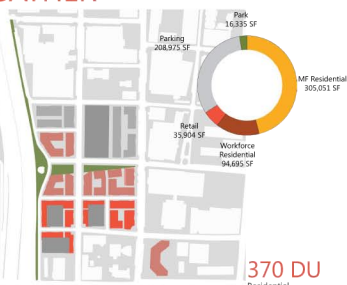 Park
16,335 SF
Parking
208,975 SF
MF Residential
305,051 SF
Retail
35,904 SF
Workforce
Residential
94,695 SF
370 DU